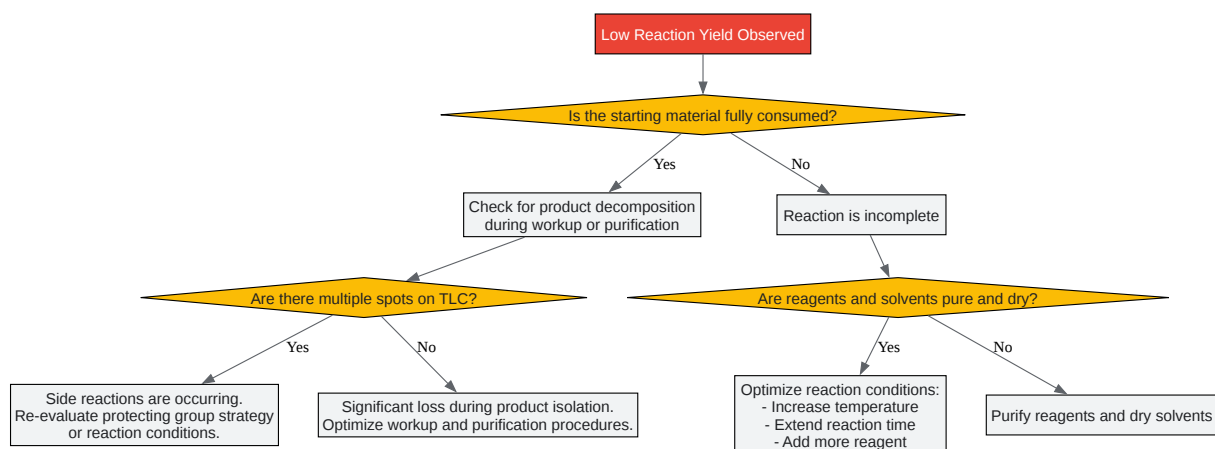 Low Reaction Yield Observed
Is the starting material fully consumed?
Yes
No
Check for product decomposition
during workup or purification
Reaction is incomplete
Are there multiple spots on TLC?
Are reagents and solvents pure and dry?
Yes
No
Yes
No
Side reactions are occurring.
Re-evaluate protecting group strategy
or reaction conditions.
Significant loss during product isolation.
Optimize workup and purification procedures.
Optimize reaction conditions:
- Increase temperature
- Extend reaction time
- Add more reagent
Purify reagents and dry solvents